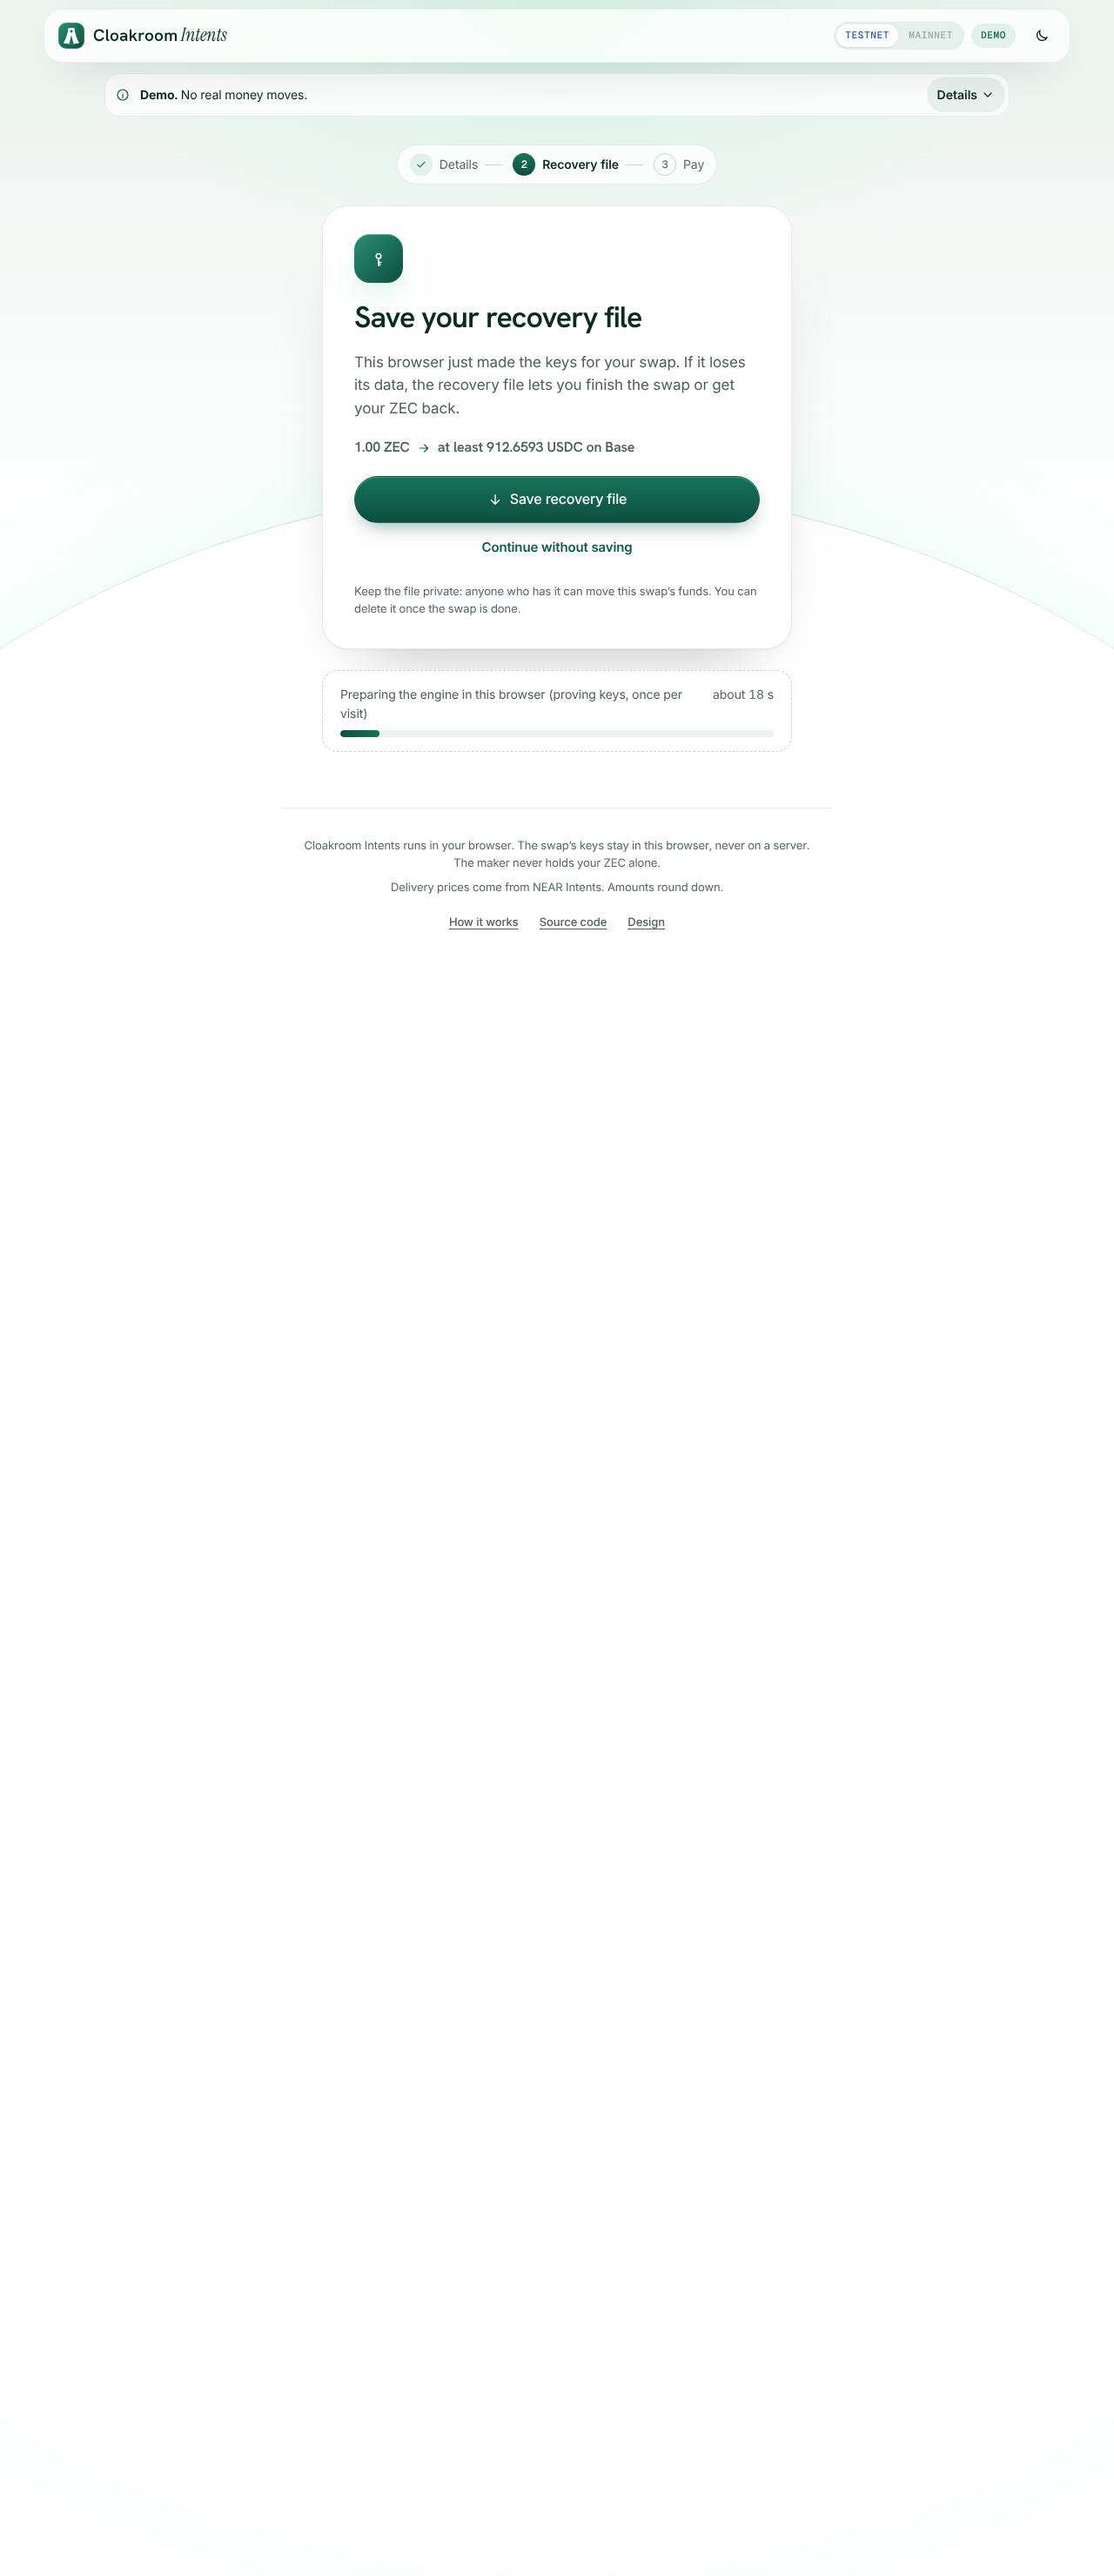 Cloakroom Intents
TESTNET MAINNET DEMO
Demo. No real money moves.
Details
Details 2 Recovery file 3 Pay
Save your recovery file
This browser just made the keys for your swap. If it loses
its data, the recovery file lets you finish the swap or get
your ZEC back.
1.00 ZEC → at least 912.6593 USDC on Base
↓ Save recovery file
Continue without saving
Keep the file private: anyone who has it can move this swap’s funds. You can
delete it once the swap is done.
Preparing the engine in this browser (proving keys, once per about 18 s
visit)
Cloakroom Intents runs in your browser. The swap’s keys stay in this browser, never on a server.
The maker never holds your ZEC alone.
Delivery prices come from NEAR Intents. Amounts round down.
How it works Source code Design